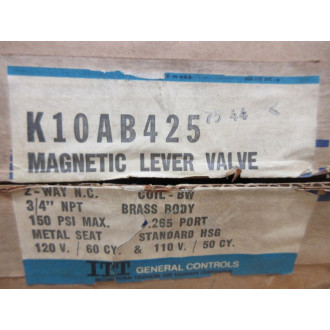 K10AB425
MAGNETIC LEVER VALVE
2-WAY N.C. COIL-BW
3/4" NPT BRASS BODY
150 PSI MAX. .265 PORT
METAL SEAT STANDARD HSG
120 V. / 60 CY. & 110 V. / 50 CY.
ITT GENERAL CONTROLS